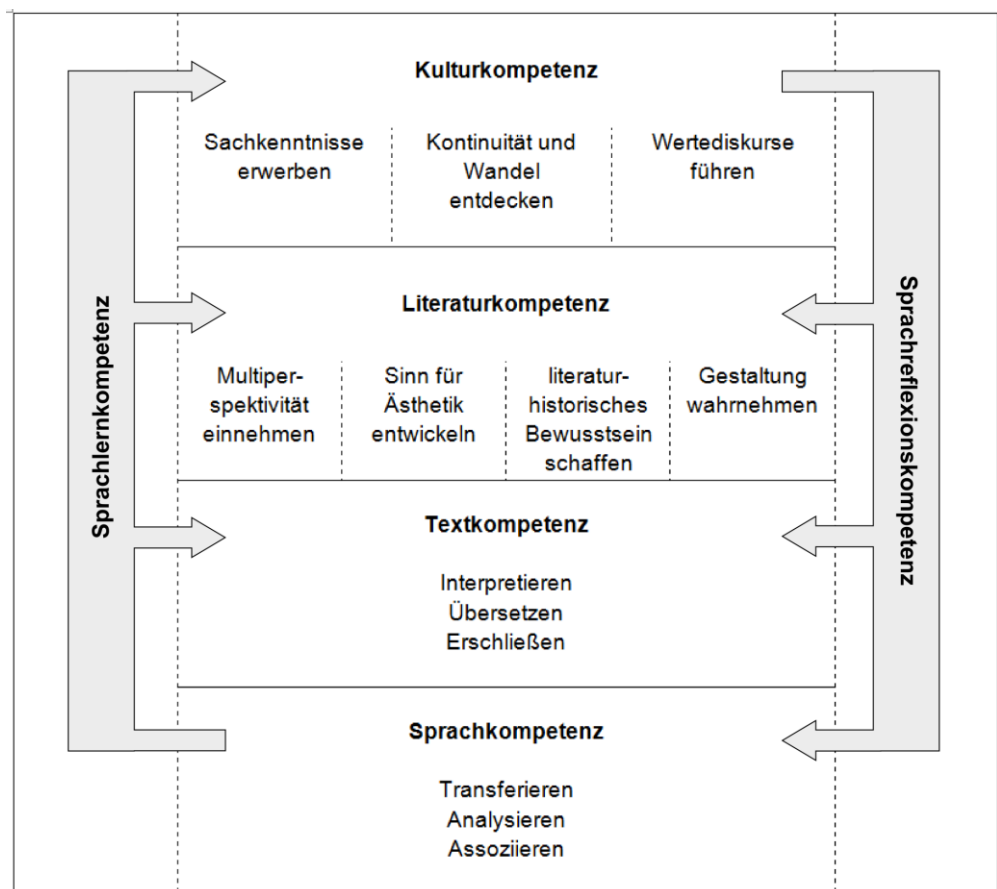 Kulturkompetenz
Sachkenntnisse
erwerben
Kontinuität und
Wandel
entdecken
Wertediskurse
führen
Sprachlernkompetenz
Literaturkompetenz
Multiper-
spektivität
einnehmen
Sinn für
Ästhetik
entwickeln
literatur-
historisches
Bewusstsein
schaffen
Gestaltung
wahrnehmen
Sprachreflexionskompetenz
Textkompetenz
Interpretieren
Übersetzen
Erschließen
Sprachkompetenz
Transferieren
Analysieren
Assoziieren